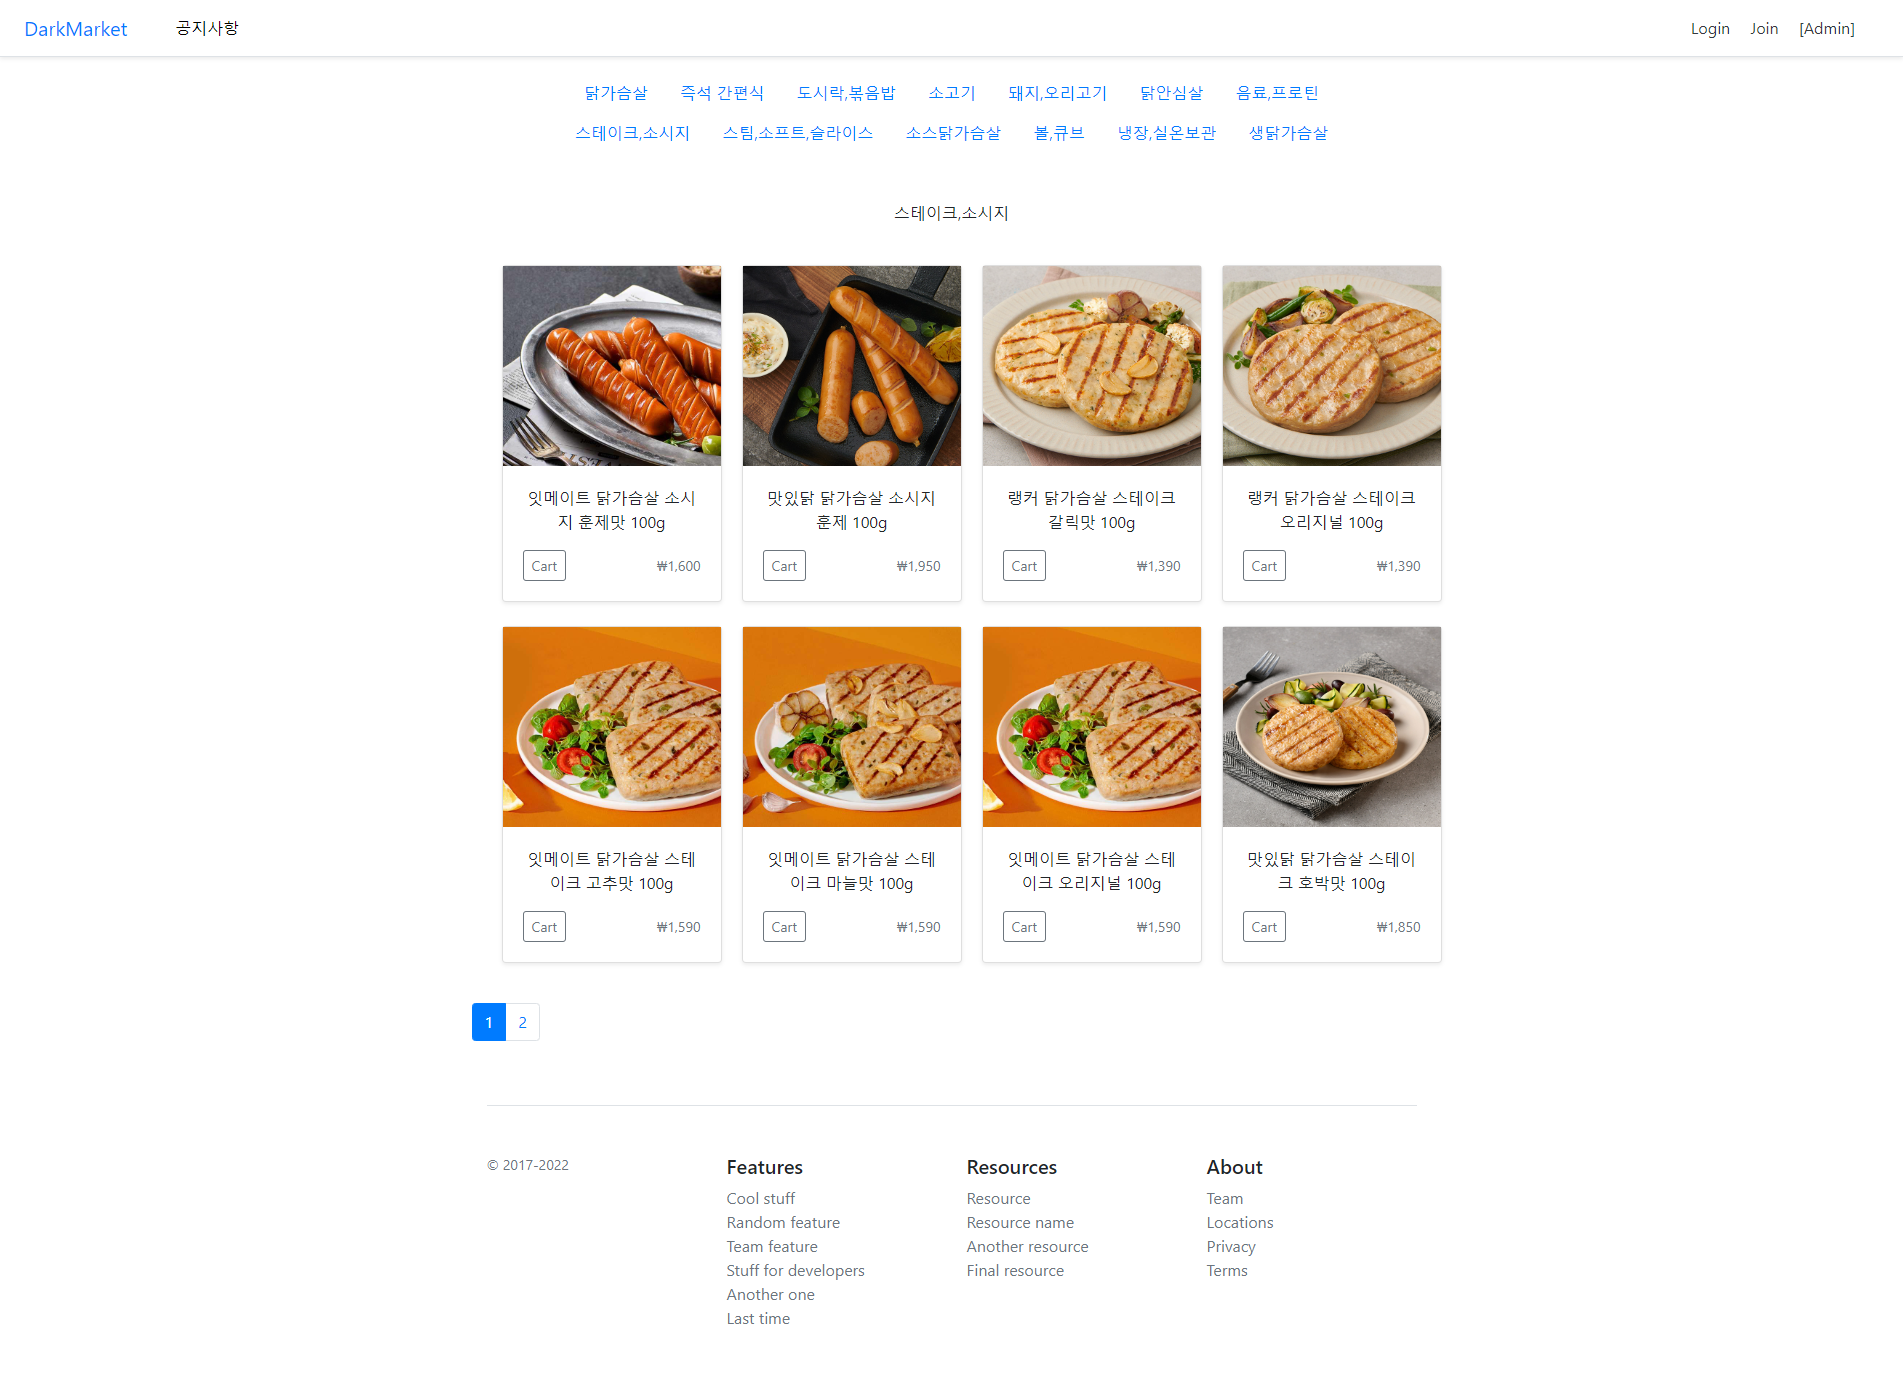 DarkMarket 공지사항 Login Join [Admin]
닭가슴살 즉석 간편식 도시락,볶음밥 소고기 돼지,오리고기 닭안심살 음료,프로틴
스테이크,소시지 스팀,소프트,슬라이스 소스닭가슴살 볼,큐브 냉장,실온보관 생닭가슴살
스테이크,소시지
잇메이트 닭가슴살 소시
지 훈제맛 100g
Cart ₩1,600
맛있닭 닭가슴살 소시지
훈제 100g
Cart ₩1,950
랭커 닭가슴살 스테이크
갈릭맛 100g
Cart ₩1,390
랭커 닭가슴살 스테이크
오리지널 100g
Cart ₩1,390
잇메이트 닭가슴살 스테
이크 고추맛 100g
Cart ₩1,590
잇메이트 닭가슴살 스테
이크 마늘맛 100g
Cart ₩1,590
잇메이트 닭가슴살 스테
이크 오리지널 100g
Cart ₩1,590
맛있닭 닭가슴살 스테이
크 호박맛 100g
Cart ₩1,850
1 2
© 2017-2022
Features
Cool stuff
Random feature
Team feature
Stuff for developers
Another one
Last time
Resources
Resource
Resource name
Another resource
Final resource
About
Team
Locations
Privacy
Terms